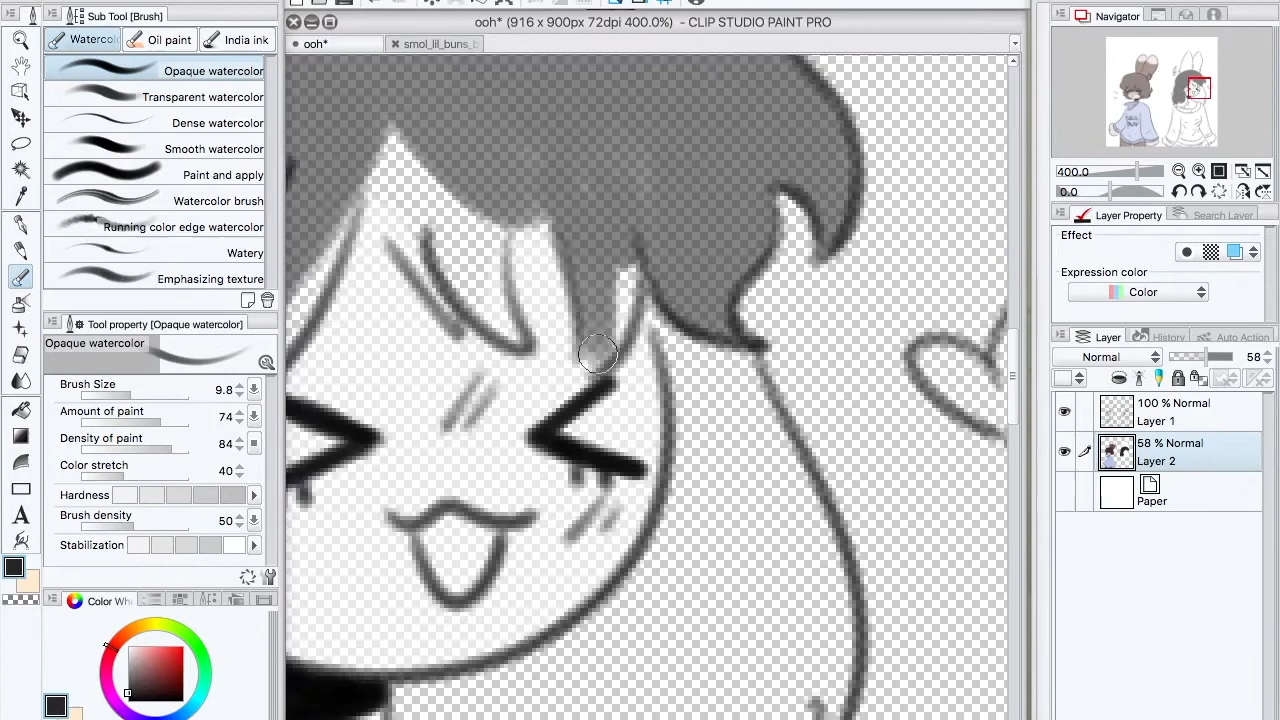 Sub Tool [Brush]
ooh* (916 x 900px 72dpi 400.0%) - CLIP STUDIO PAINT PRO
Navigator
Watercol
Oil paint
India ink
ooh*
smol_lil_buns_b
Opaque watercolor
Transparent watercolor
Dense watercolor
Smooth watercolor
Paint and apply
Watercolor brush
Running color edge watercolor
Watery
Emphasizing texture
400.0
0.0
Layer Property
Search Layer
Effect
Expression color
Color
Tool property [Opaque watercolor]
Opaque watercolor
Brush Size
9.8
Amount of paint
74
Density of paint
84
Color stretch
40
Hardness
Brush density
50
Stabilization
Layer
History
Auto Action
Normal
58
100 % Normal
Layer 1
58 % Normal
Layer 2
Paper
A
Color Wh